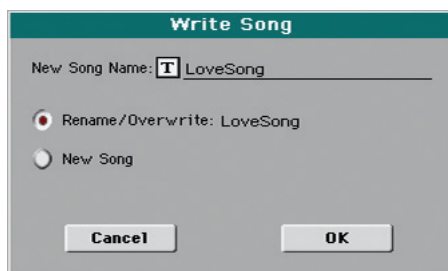 Write Song
New Song Name: T LoveSong
Rename/Overwrite: LoveSong
New Song
Cancel OK